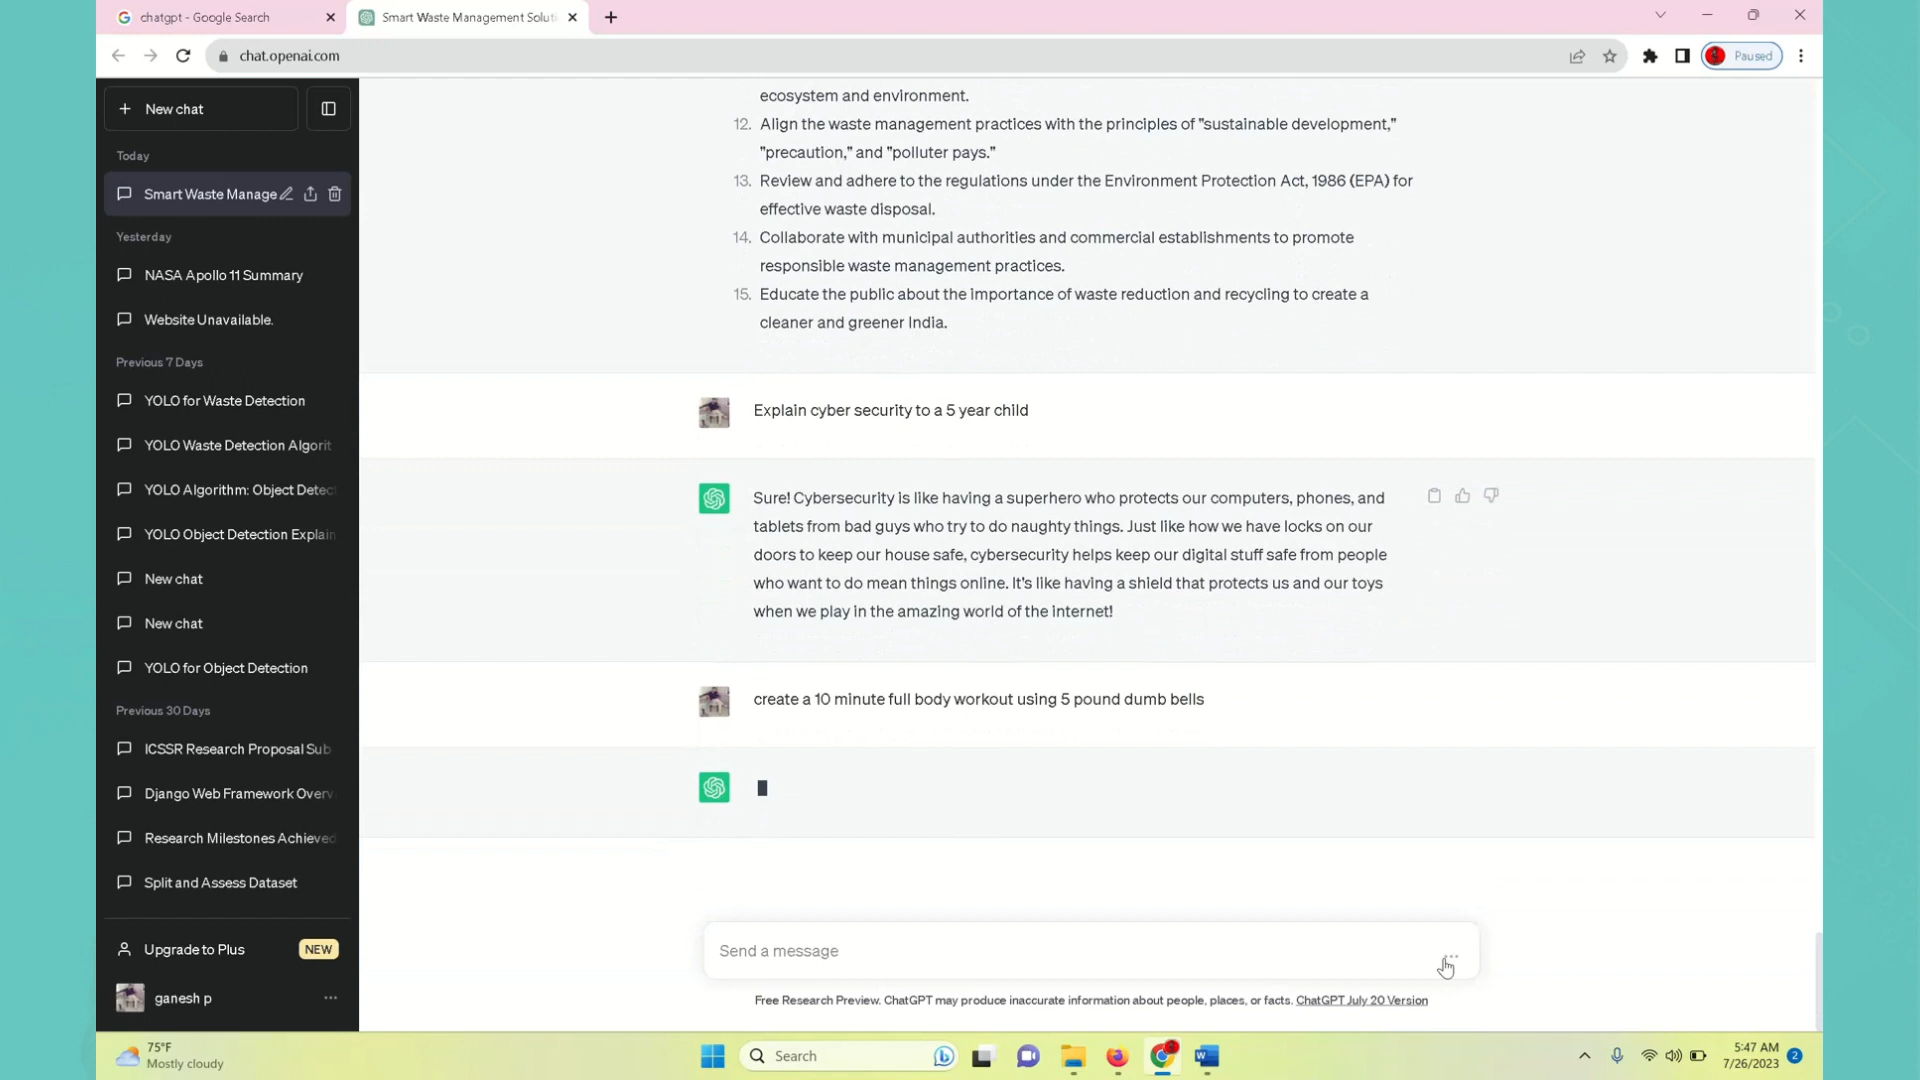 chatgpt - Google Search
Smart Waste Management Soluti
chat.openai.com
Paused
New chat
Today
Smart Waste Manage
Yesterday
NASA Apollo 11 Summary
Website Unavailable.
Previous 7 Days
YOLO for Waste Detection
YOLO Waste Detection Algorit
YOLO Algorithm: Object Detec
YOLO Object Detection Explain
New chat
New chat
YOLO for Object Detection
Previous 30 Days
ICSSR Research Proposal Sub
Django Web Framework Overv
Research Milestones Achieved
Split and Assess Dataset
Upgrade to Plus
NEW
ganesh p
ecosystem and environment.
12. Align the waste management practices with the principles of "sustainable development,"
"precaution," and "polluter pays."
13. Review and adhere to the regulations under the Environment Protection Act, 1986 (EPA) for
effective waste disposal.
14. Collaborate with municipal authorities and commercial establishments to promote
responsible waste management practices.
15. Educate the public about the importance of waste reduction and recycling to create a
cleaner and greener India.
Explain cyber security to a 5 year child
Sure! Cybersecurity is like having a superhero who protects our computers, phones, and
tablets from bad guys who try to do naughty things. Just like how we have locks on our
doors to keep our house safe, cybersecurity helps keep our digital stuff safe from people
who want to do mean things online. It's like having a shield that protects us and our toys
when we play in the amazing world of the internet!
create a 10 minute full body workout using 5 pound dumb bells
Send a message
Free Research Preview. ChatGPT may produce inaccurate information about people, places, or facts. ChatGPT July 20 Version
75°F
Mostly cloudy
Search
5:47 AM
7/26/2023
2